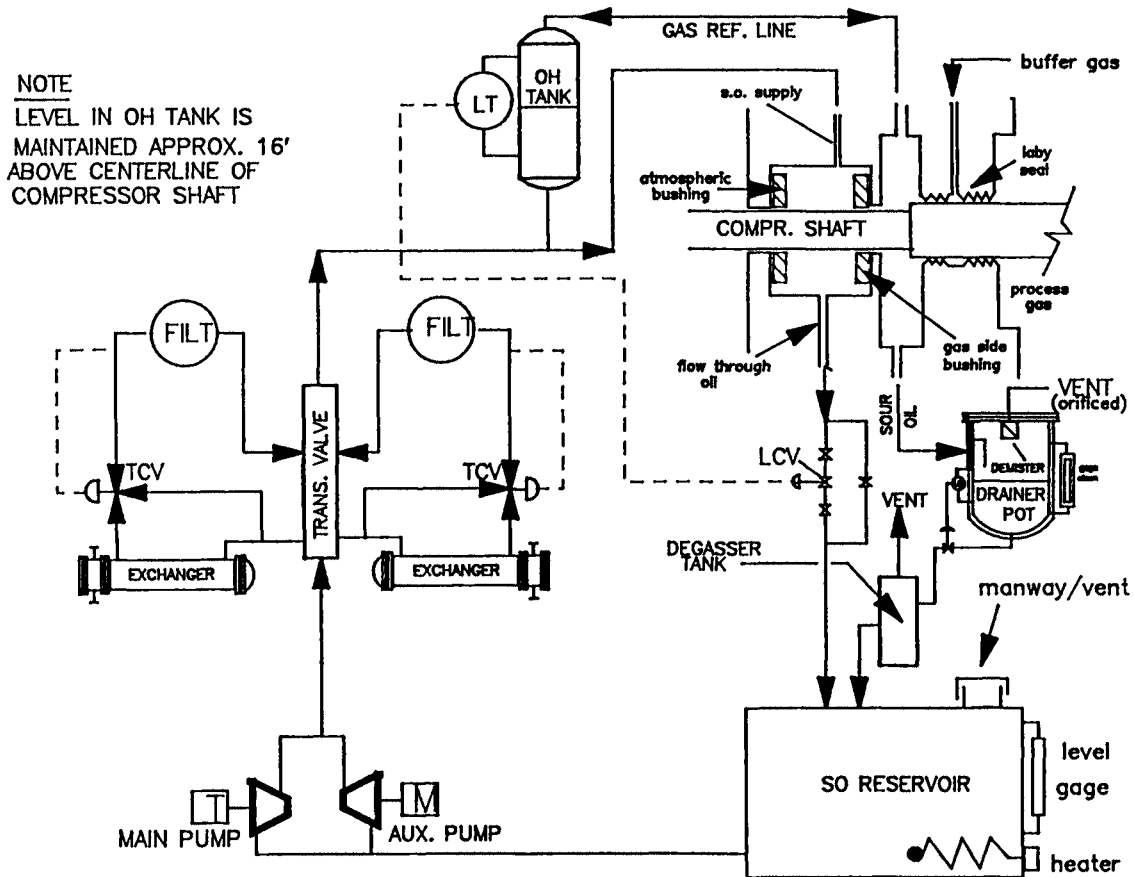 GAS REF. LINE
NOTE
LEVEL IN OH TANK IS
MAINTAINED APPROX. 16'
ABOVE CENTERLINE OF
COMPRESSOR SHAFT
OH
TANK
LT
buffer gas
s.o. supply
laby
seal
atmospheric
bushing
COMPR. SHAFT
process
gas
FILT
FILT
flow through
oil
gas side
bushing
SOUR
OIL
VENT
(orificed)
TCV
TRANS. VALVE
TCV
LCV
DEMISTER
DRAINER
POT
VENT
EXCHANGER
EXCHANGER
DEGASSER
TANK
manway/vent
SO RESERVOIR
level
gage
T
MAIN PUMP
M
AUX. PUMP
heater